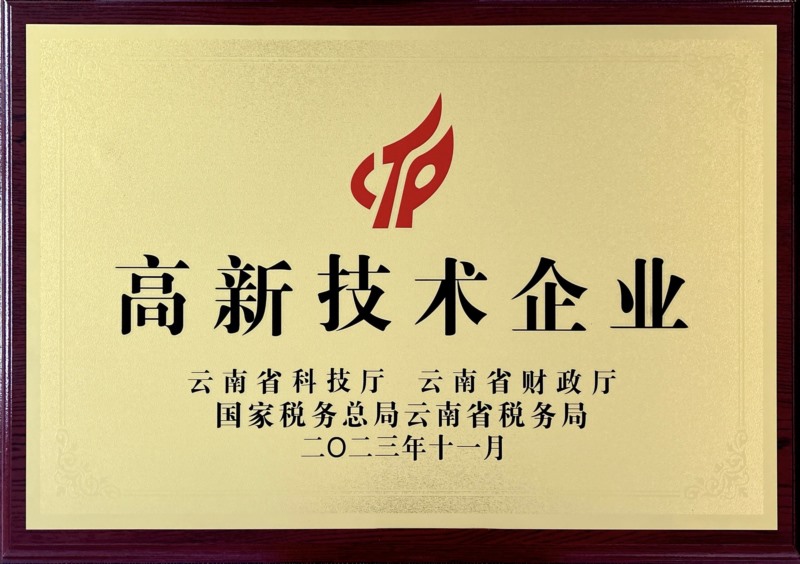 高新技术企业
云南省科技厅 云南省财政厅
国家税务总局云南省税务局
二〇二三年十一月